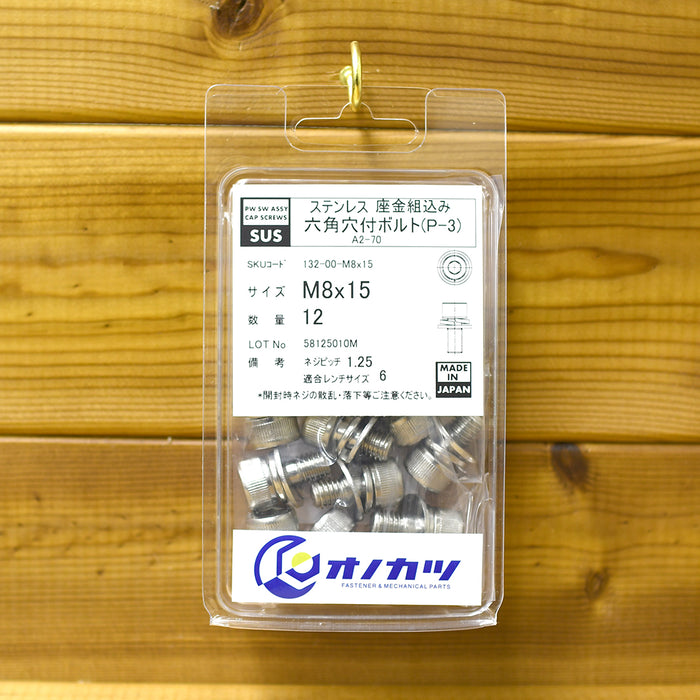 PW SW ASSY
CAP SCREWS
SUS
ステンレス 座金組込み
六角穴付ボルト(P-3)
A2-70
SKUコード 132-00-M8x15
サイズ M8x15
数量 12
LOT No 58125010M
備考 ネジピッチ 1.25
適合レンチサイズ 6
MADE
IN
JAPAN
*開封時ネジの散乱・落下等ご注意ください。
オノカツ
FASTENER & MECHANICAL PARTS